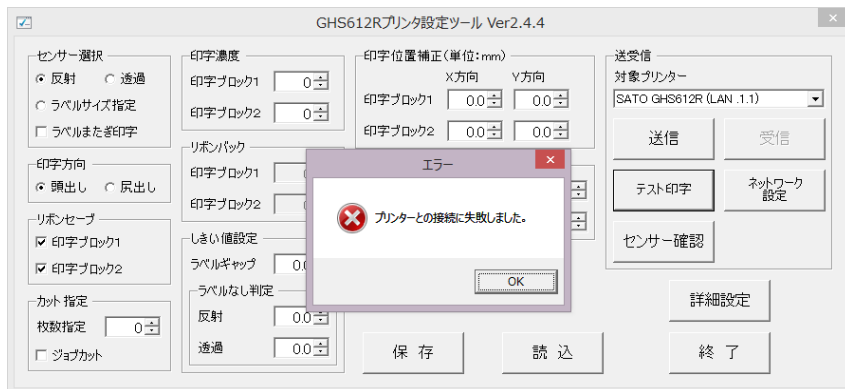 GHS612Rプリンタ設定ツール Ver2.4.4
センサー選択
反射 透過
ラベルサイズ指定
ラベルまたぎ印字
印字方向
頭出し 尻出し
リボンセーブ
印字ブロック1
印字ブロック2
カット指定
枚数指定 0
ジョブカット
印字濃度
印字ブロック1 0
印字ブロック2 0
リボンバック
印字ブロック1
印字ブロック2
しきい値設定
ラベルギャップ 0.0
ラベルなし判定
反射 0.0
透過 0.0
印字位置補正(単位:mm)
X方向 Y方向
印字ブロック1 0.0 0.0
印字ブロック2 0.0 0.0
エラー
プリンターとの接続に失敗しました。
OK
保存 読込
送受信
対象プリンター
SATO GHS612R (LAN .1.1)
送信 受信
テスト印字 ネットワーク
設定
センサー確認
詳細設定
終了